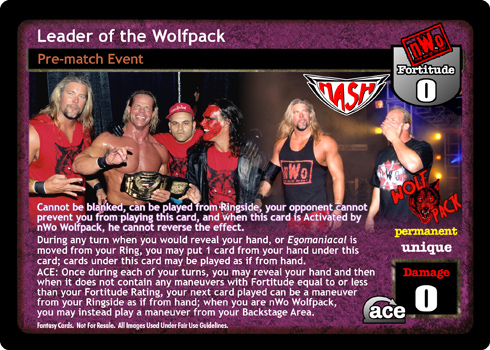 Leader of the Wolfpack
Pre-match Event
nWo
Fortitude
0
NASH
WOLF
PACK
permanent
unique
Damage
0
ace
Cannot be blanked, can be played from Ringside, your opponent cannot
prevent you from playing this card, and when this card is Activated by
nWo Wolfpack, he cannot reverse the effect.
During any turn when you would reveal your hand, or Egomaniacal is
moved from your Ring, you may put 1 card from your hand under this
card; cards under this card may be played as if from hand.
ACE: Once during each of your turns, you may reveal your hand and then
when it does not contain any maneuvers with Fortitude equal to or less
than your Fortitude Rating, your next card played can be a maneuver
from your Ringside as if from hand; when you are nWo Wolfpack,
you may instead play a maneuver from your Backstage Area.
Fantasy Cards. Not For Resale. All Images Used Under Fair Use Guidelines.